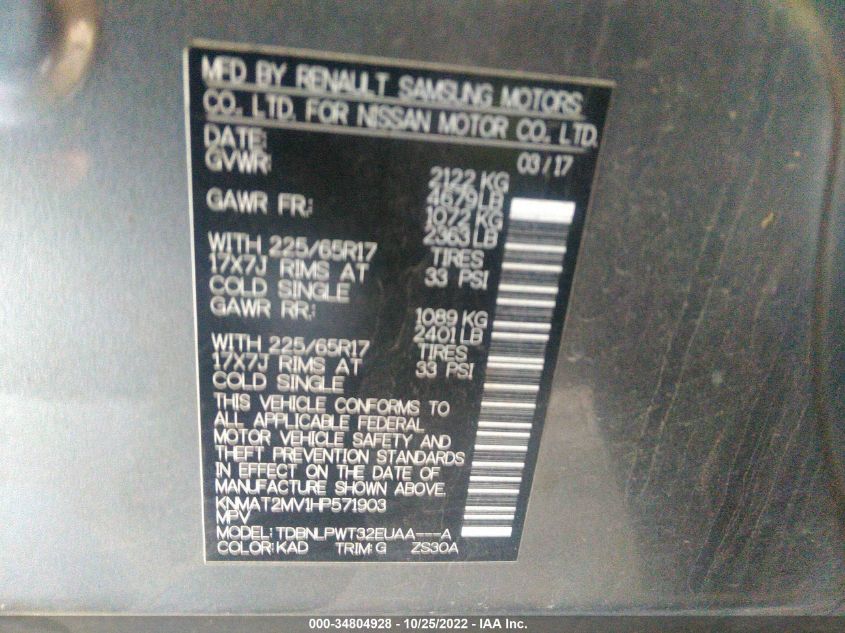 MFD BY RENAULT SAMSUNG MOTORS
CO., LTD. FOR NISSAN MOTOR CO., LTD.
DATE: 03/17
GVWR: 2122 KG
4679 LB
GAWR FR: 1072 KG
2363 LB
WITH 225/65R17 TIRES
17X7J RIMS AT 33 PSI
COLD SINGLE
GAWR RR: 1089 KG
2401 LB
WITH 225/65R17 TIRES
17X7J RIMS AT 33 PSI
COLD SINGLE
THIS VEHICLE CONFORMS TO
ALL APPLICABLE FEDERAL
MOTOR VEHICLE SAFETY AND
THEFT PREVENTION STANDARDS
IN EFFECT ON THE DATE OF
MANUFACTURE SHOWN ABOVE.
KNMAT2MV1HP571903
MPV
MODEL: TDBNLPWT32EUAA---A
COLOR: KAD TRIM: G ZS30A
000-34804928 - 10/25/2022 - IAA Inc.